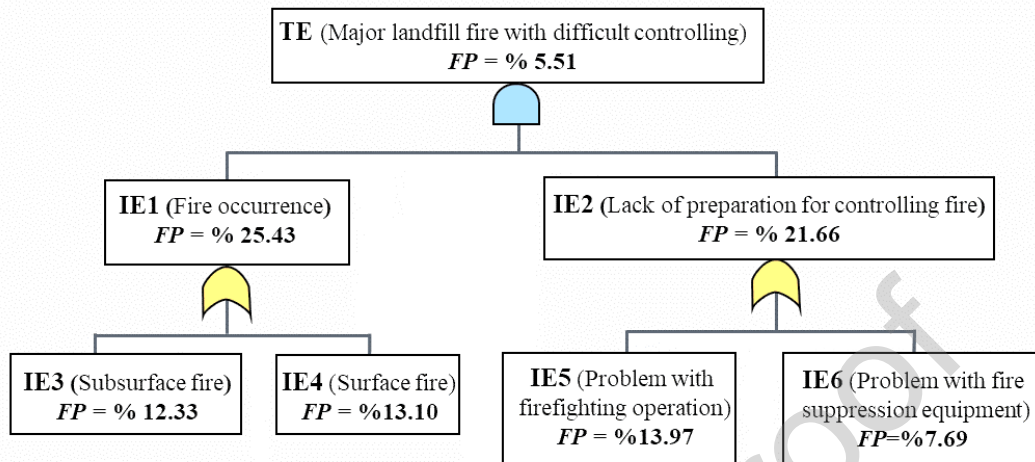 TE (Major landfill fire with difficult controlling)
FP = % 5.51
IE1 (Fire occurrence)
FP = % 25.43
IE2 (Lack of preparation for controlling fire)
FP = % 21.66
IE3 (Subsurface fire)
FP = % 12.33
IE4 (Surface fire)
FP = %13.10
IE5 (Problem with
firefighting operation)
FP = %13.97
IE6 (Problem with fire
suppression equipment)
FP=%7.69